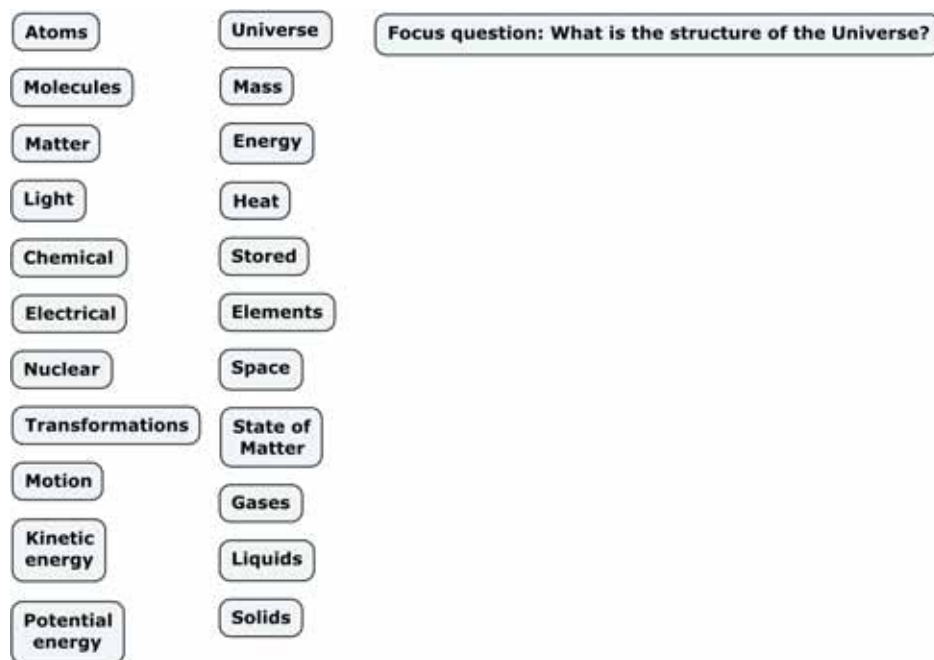 Atoms
Molecules
Matter
Light
Chemical
Electrical
Nuclear
Transformations
Motion
Kinetic
energy
Potential
energy
Universe
Mass
Energy
Heat
Stored
Elements
Space
State of
Matter
Gases
Liquids
Solids
Focus question: What is the structure of the Universe?